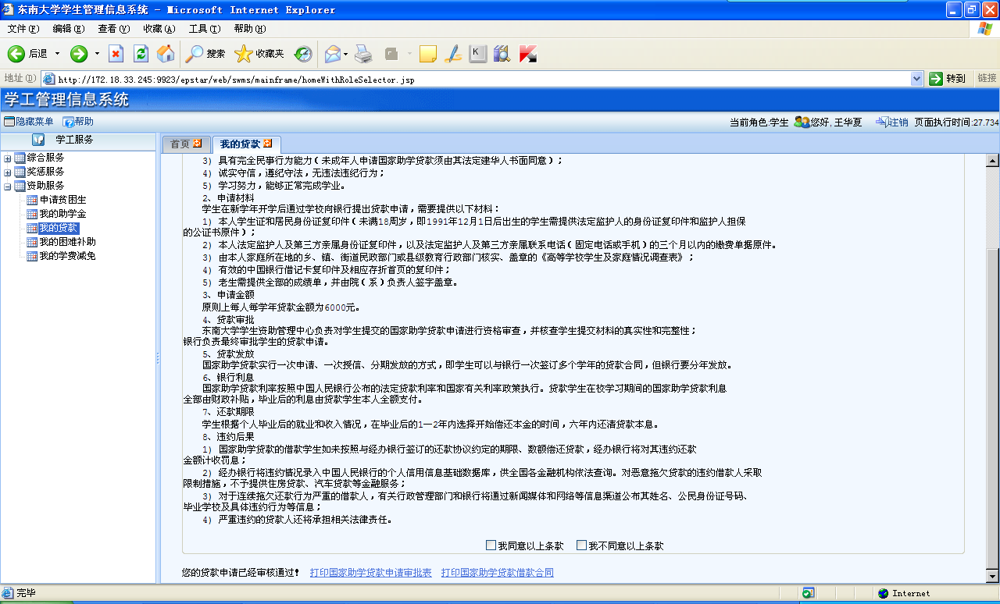 东南大学学生管理信息系统 - Microsoft Internet Explorer
文件(F) 编辑(E) 查看(V) 收藏(A) 工具(T) 帮助(H)
后退 搜索 收藏夹
地址(D) http://172.18.33.245:9923/epstar/web/swms/mainframe/homeWithRoleSelector.jsp 转到 链接
学工管理信息系统
隐藏菜单 帮助 当前角色:学生 您好, 王华夏 注销 页面执行时间:27.734
学工服务
综合服务
奖惩服务
资助服务
申请贫困生
我的助学金
我的贷款
我的困难补助
我的学费减免
首页 我的贷款
3) 具有完全民事行为能力(未成年人申请国家助学贷款须由其法定建华人书面同意);
4) 诚实守信,遵纪守法,无违法违纪行为;
5) 学习努力,能够正常完成学业。
2、申请材料
学生在新学年开学后通过学校向银行提出贷款申请,需要提供以下材料:
1) 本人学生证和居民身份证复印件(未满18周岁,即1991年12月1日后出生的学生需提供法定监护人的身份证复印件和监护人担保
的公证书原件);
2) 本人法定监护人及第三方亲属身份证复印件,以及法定监护人及第三方亲属联系电话(固定电话或手机)的三个月以内的缴费单据原件。
3) 由本人家庭所在地的乡、镇、街道民政部门或县级教育行政部门核实、盖章的《高等学校学生及家庭情况调查表》;
4) 有效的中国银行借记卡复印件及相应存折首页的复印件;
5) 老生需提供全部的成绩单,并由院(系)负责人签字盖章。
3、申请金额
原则上每人每学年贷款金额为6000元。
4、贷款审批
东南大学学生资助管理中心负责对学生提交的国家助学贷款申请进行资格审查,并核查学生提交材料的真实性和完整性;
银行负责最终审批学生的贷款申请。
5、贷款发放
国家助学贷款实行一次申请、一次授信、分期发放的方式,即学生可以与银行一次签订多个学年的贷款合同,但银行要分年发放。
6、银行利息
国家助学贷款利率按照中国人民银行公布的法定贷款利率和国家有关利率政策执行。贷款学生在校学习期间的国家助学贷款利息
全部由财政补贴,毕业后的利息由贷款学生本人全额支付。
7、还款期限
学生根据个人毕业后的就业和收入情况,在毕业后的1—2年内选择开始偿还本金的时间,六年内还清贷款本息。
8、违约后果
1) 国家助学贷款的借款学生如未按照与经办银行签订的还款协议约定的期限、数额偿还贷款,经办银行将对其违约还款
金额计收罚息;
2) 经办银行将违约情况录入中国人民银行的个人信用信息基础数据库,供全国各金融机构依法查询。对恶意拖欠贷款的违约借款人采取
限制措施,不予提供住房贷款、汽车贷款等金融服务;
3) 对于连续拖欠还款行为严重的借款人,有关行政管理部门和银行将通过新闻媒体和网络等信息渠道公布其姓名、公民身份证号码、
毕业学校及具体违约行为等信息;
4) 严重违约的贷款人还将承担相关法律责任。
我同意以上条款 我不同意以上条款
您的贷款申请已经审核通过! 打印国家助学贷款申请审批表 打印国家助学贷款借款合同
完毕 Internet